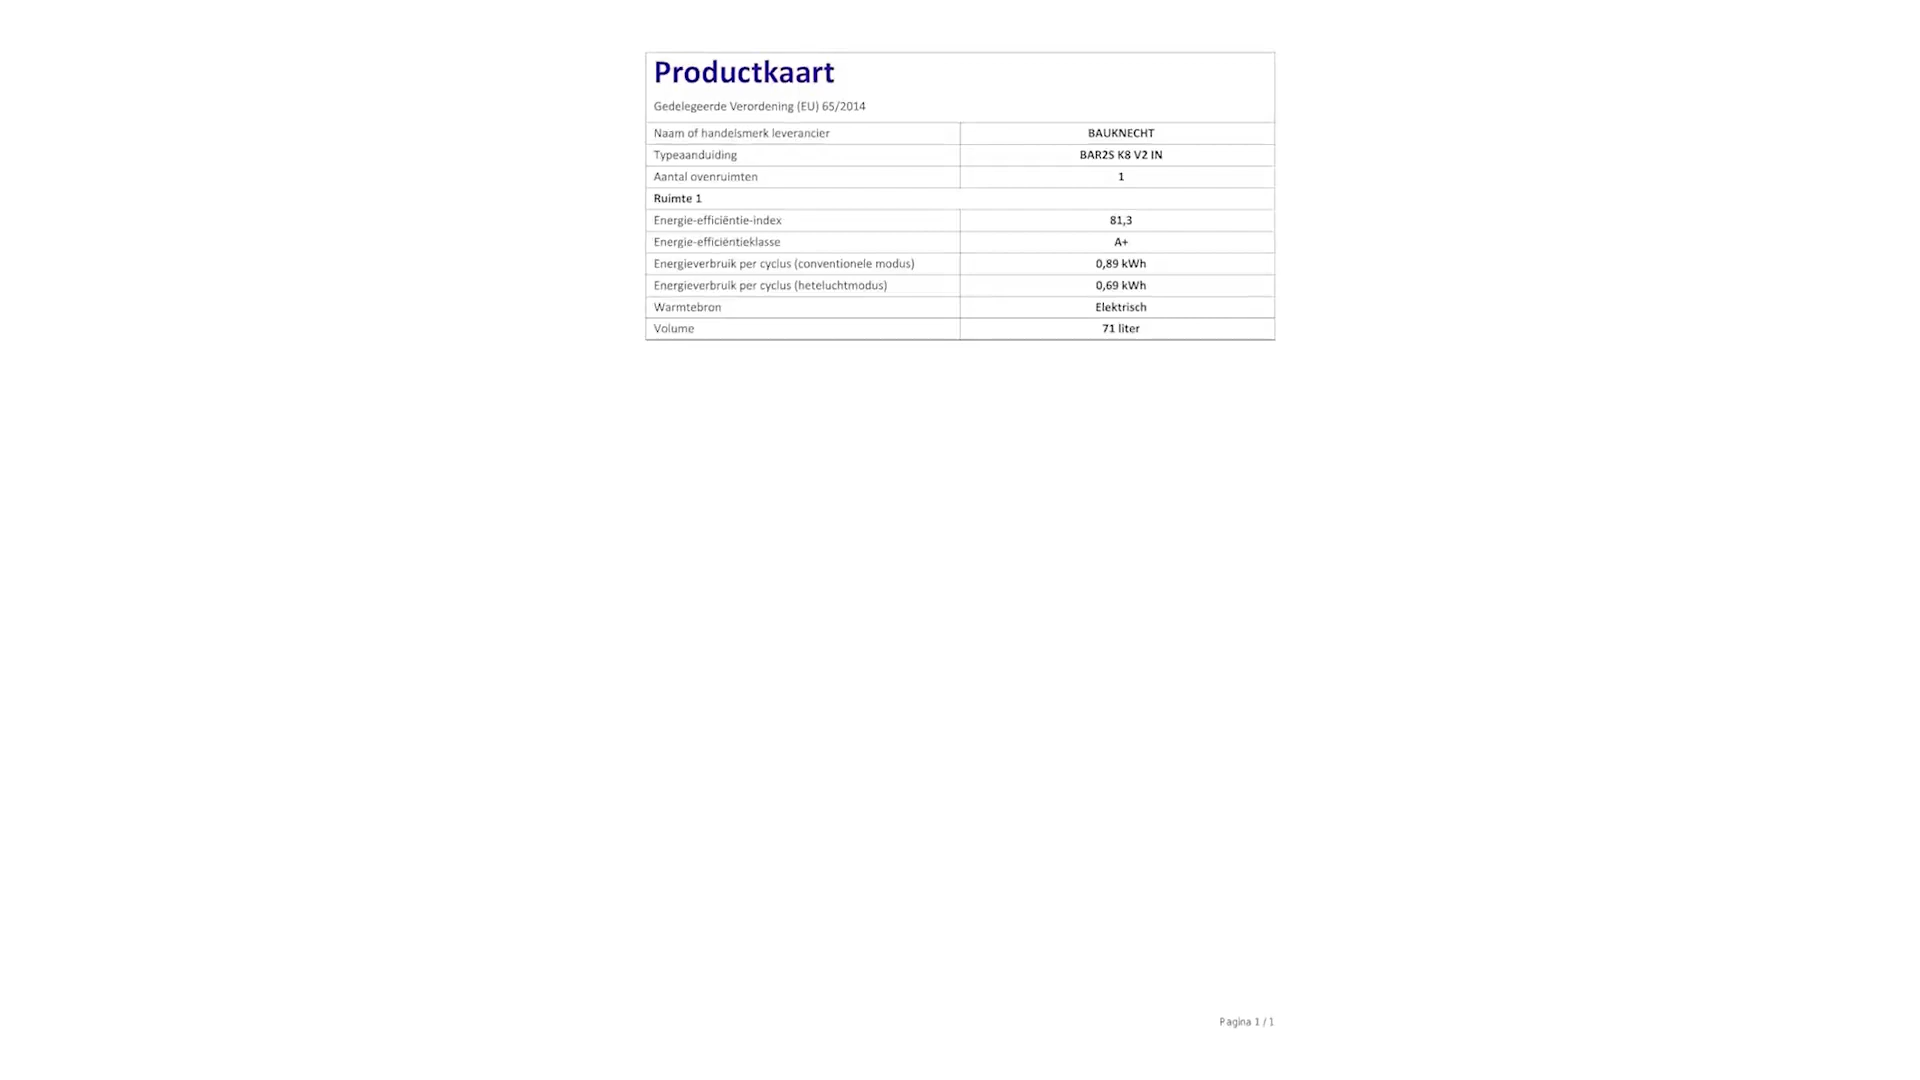 Productkaart
Gedelegeerde Verordening (EU) 65/2014
Naam of handelsmerk leverancier BAUKNECHT
Typeaanduiding BAR2S K8 V2 IN
Aantal ovenruimten 1
Ruimte 1
Energie-efficiëntie-index 81,3
Energie-efficiëntieklasse A+
Energieverbruik per cyclus (conventionele modus) 0,89 kWh
Energieverbruik per cyclus (heteluchtmodus) 0,69 kWh
Warmtebron Elektrisch
Volume 71 liter
Pagina 1 / 1